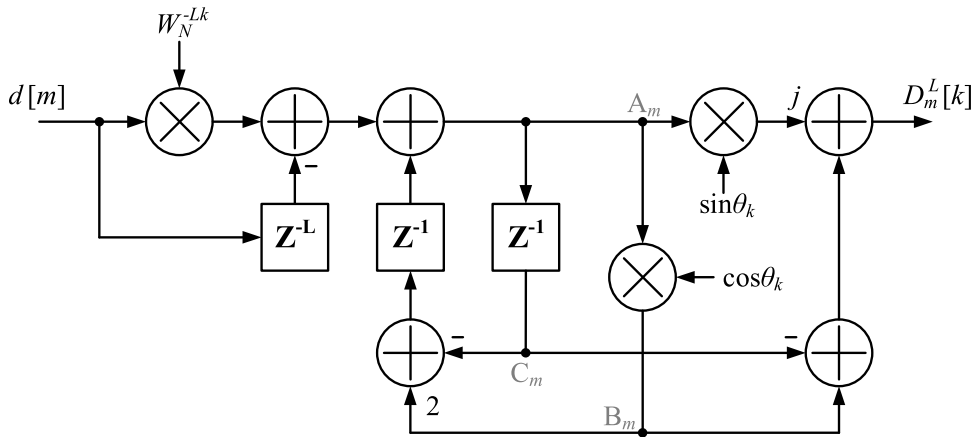 W_N^{-Lk}
d[m]
A_m
j
D_m^L[k]
–
sinθ_k
Z^{-L}
Z^{-1}
Z^{-1}
cosθ_k
–
–
C_m
2
B_m